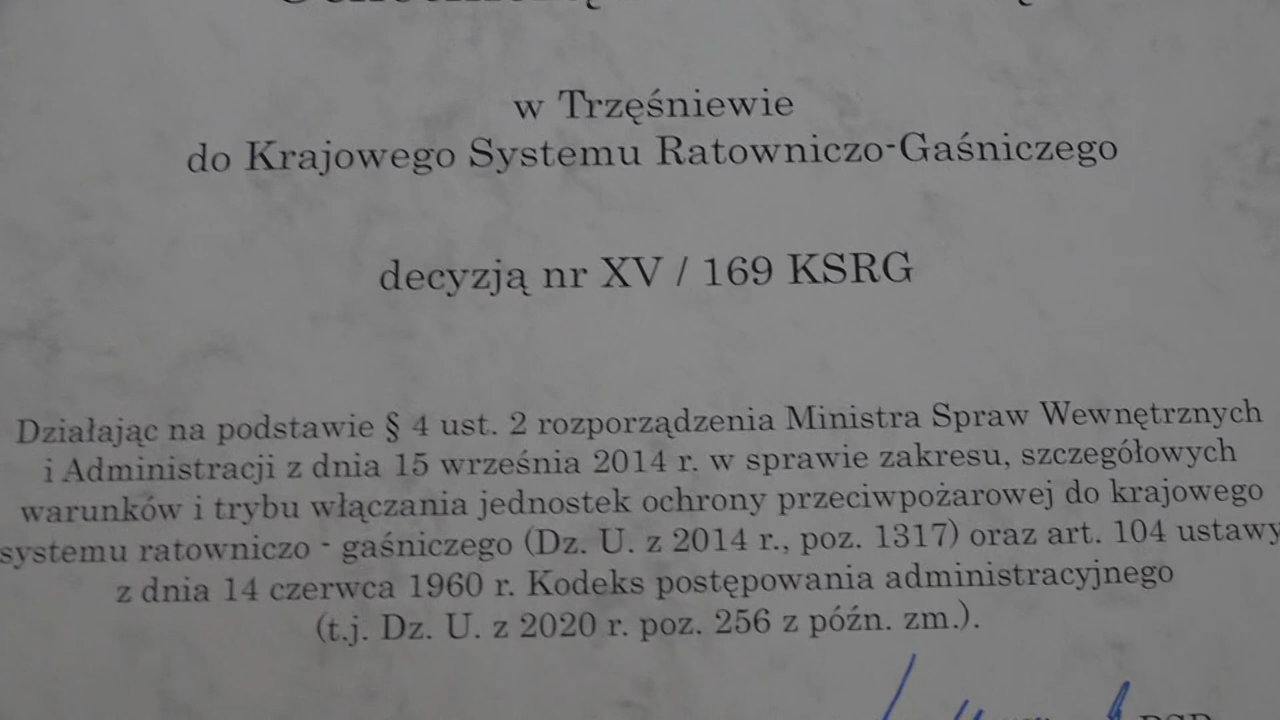 w Trzęśniewie
do Krajowego Systemu Ratowniczo-Gaśniczego
decyzją nr XV / 169 KSRG
Działając na podstawie § 4 ust. 2 rozporządzenia Ministra Spraw Wewnętrznych
i Administracji z dnia 15 września 2014 r. w sprawie zakresu, szczegółowych
warunków i trybu włączania jednostek ochrony przeciwpożarowej do krajowego
systemu ratowniczo - gaśniczego (Dz. U. z 2014 r., poz. 1317) oraz art. 104 ustawy
z dnia 14 czerwca 1960 r. Kodeks postępowania administracyjnego
(t.j. Dz. U. z 2020 r. poz. 256 z późn. zm.).